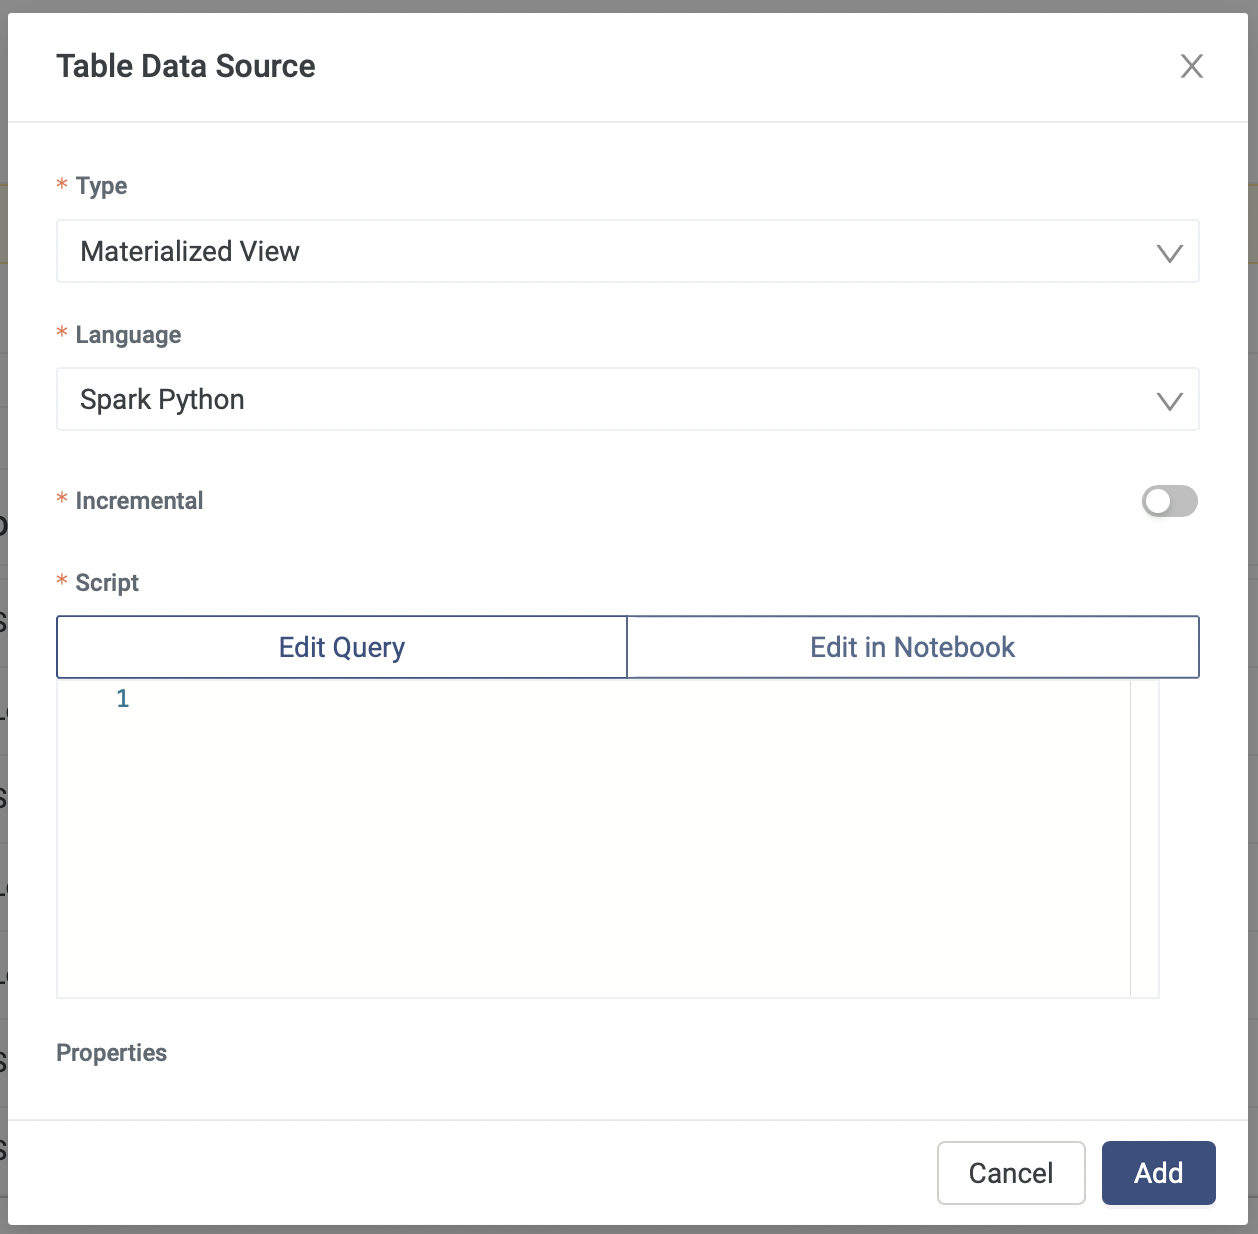 Table Data Source
* Type
Materialized View
* Language
Spark Python
* Incremental
* Script
Edit Query
Edit in Notebook
1
Properties
Cancel
Add